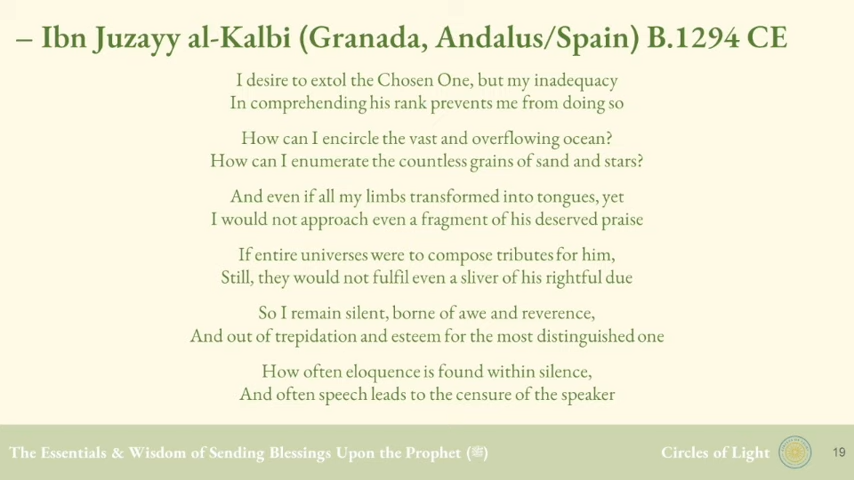 – Ibn Juzayy al-Kalbi (Granada, Andalus/Spain) B.1294 CE
I desire to extol the Chosen One, but my inadequacy
In comprehending his rank prevents me from doing so
How can I encircle the vast and overflowing ocean?
How can I enumerate the countless grains of sand and stars?
And even if all my limbs transformed into tongues, yet
I would not approach even a fragment of his deserved praise
If entire universes were to compose tributes for him,
Still, they would not fulfil even a sliver of his rightful due
So I remain silent, borne of awe and reverence,
And out of trepidation and esteem for the most distinguished one
How often eloquence is found within silence,
And often speech leads to the censure of the speaker
The Essentials & Wisdom of Sending Blessings Upon the Prophet (ﷺ)
Circles of Light
19